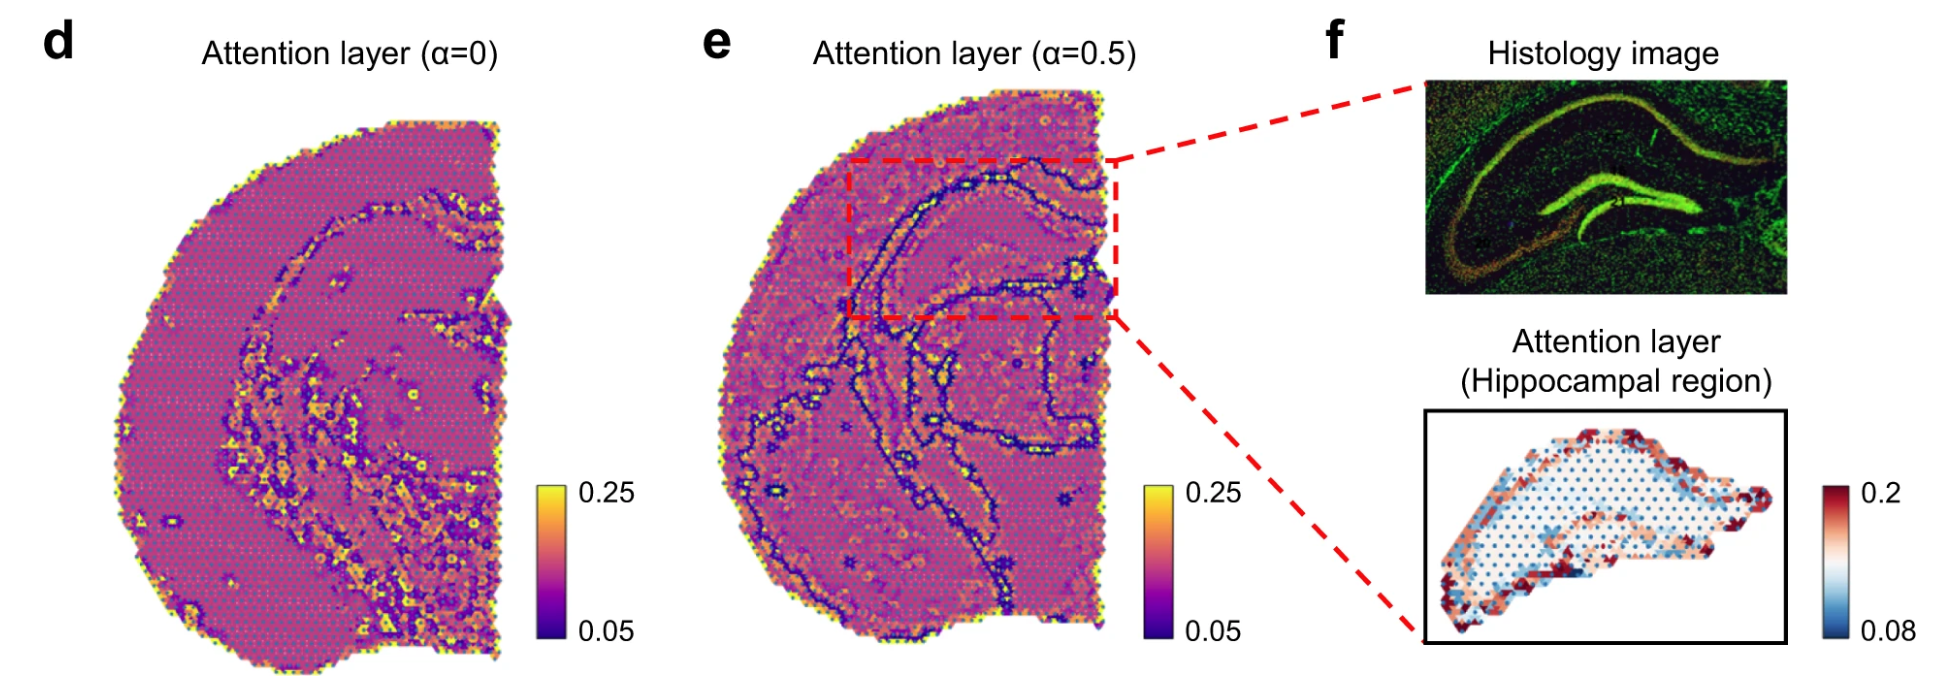 d
Attention layer (α=0)
0.25
0.05
e
Attention layer (α=0.5)
0.25
0.05
f
Histology image
Attention layer
(Hippocampal region)
0.2
0.08